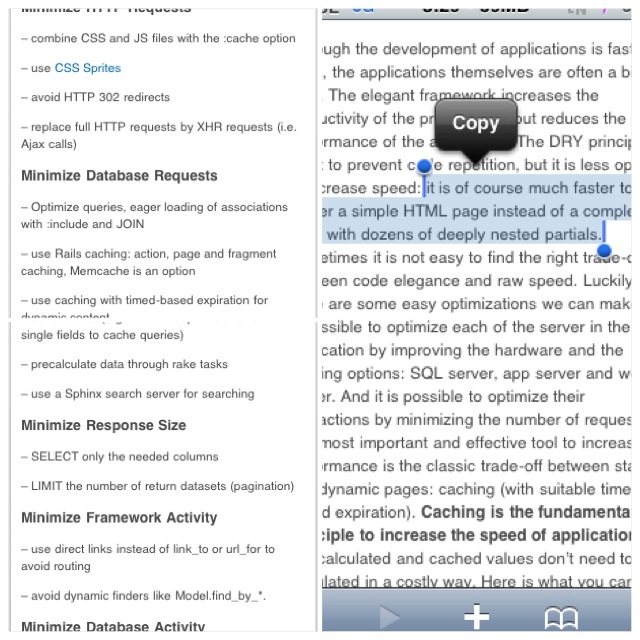 Minimize HTTP Requests
– combine CSS and JS files with the :cache option
– use CSS Sprites
– avoid HTTP 302 redirects
– replace full HTTP requests by XHR requests (i.e.
Ajax calls)
Minimize Database Requests
– Optimize queries, eager loading of associations
with :include and JOIN
– use Rails caching: action, page and fragment
caching, Memcache is an option
– use caching with timed-based expiration for
dynamic content
single fields to cache queries)
– precalculate data through rake tasks
– use a Sphinx search server for searching
Minimize Response Size
– SELECT only the needed columns
– LIMIT the number of return datasets (pagination)
Minimize Framework Activity
– use direct links instead of link_to or url_for to
avoid routing
– avoid dynamic finders like Model.find_by_*.
Minimize Database Activity
ugh the development of applications is fast
, the applications themselves are often a b
. The elegant framework increases the
uctivity of the pr but reduces the
rmance of the a The DRY princip
Copy
t to prevent c e repetition, but it is less op
crease speed: it is of course much faster to
er a simple HTML page instead of a comple
with dozens of deeply nested partials.
etimes it is not easy to find the right trade-o
een code elegance and raw speed. Luckily
are some easy optimizations we can mak
ssible to optimize each of the server in the
cation by improving the hardware and the
ing options: SQL server, app server and we
er. And it is possible to optimize their
actions by minimizing the number of reques
most important and effective tool to increas
rmance is the classic trade-off between sta
dynamic pages: caching (with suitable time
d expiration). Caching is the fundamenta
ciple to increase the speed of application
calculated and cached values don't need to
lated in a costly way. Here is what you can